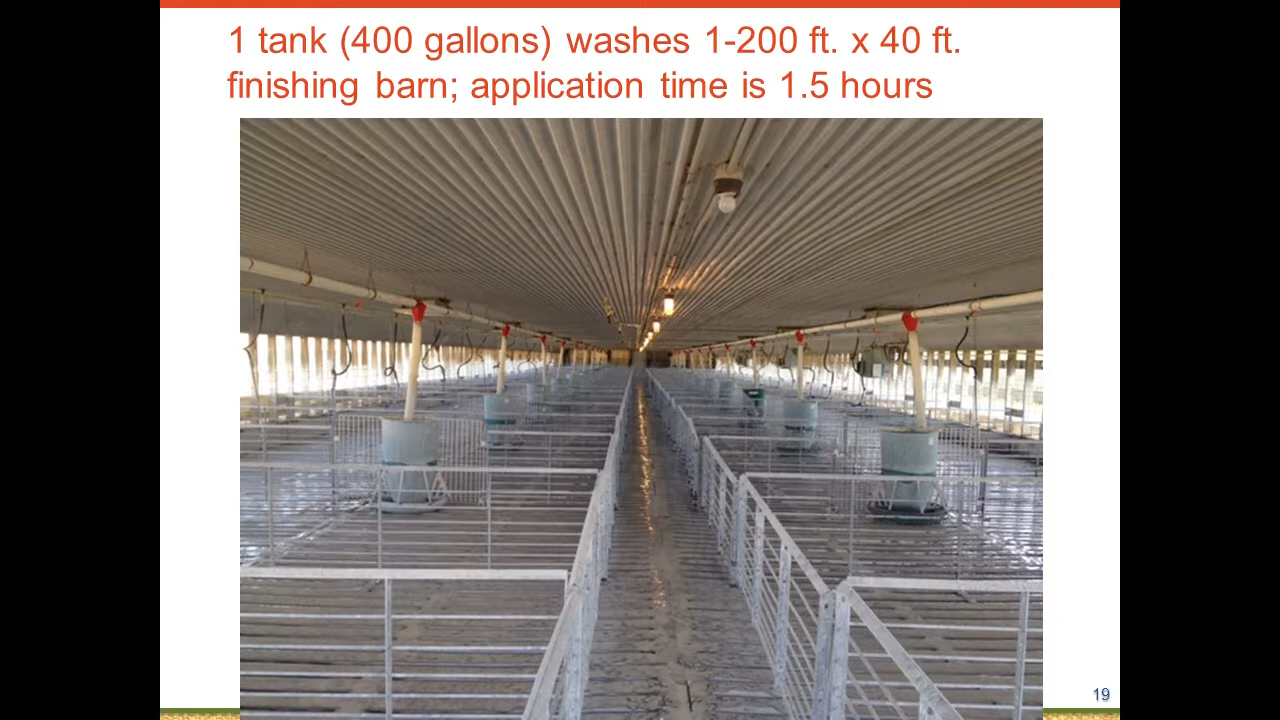 1 tank (400 gallons) washes 1-200 ft. x 40 ft.
finishing barn; application time is 1.5 hours
19